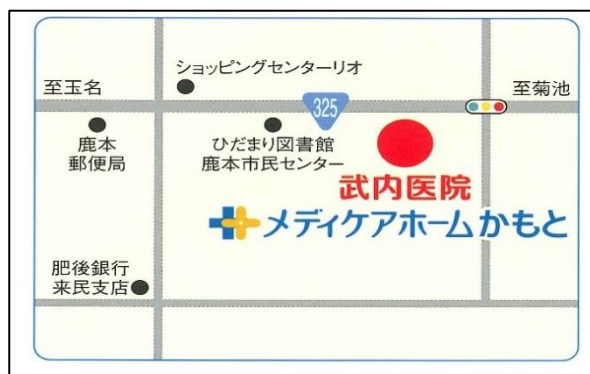 ショッピングセンターリオ
至玉名
至菊池
325
鹿本
郵便局
ひだまり図書館
鹿本市民センター
武内医院
メディケアホームかもと
肥後銀行
来民支店